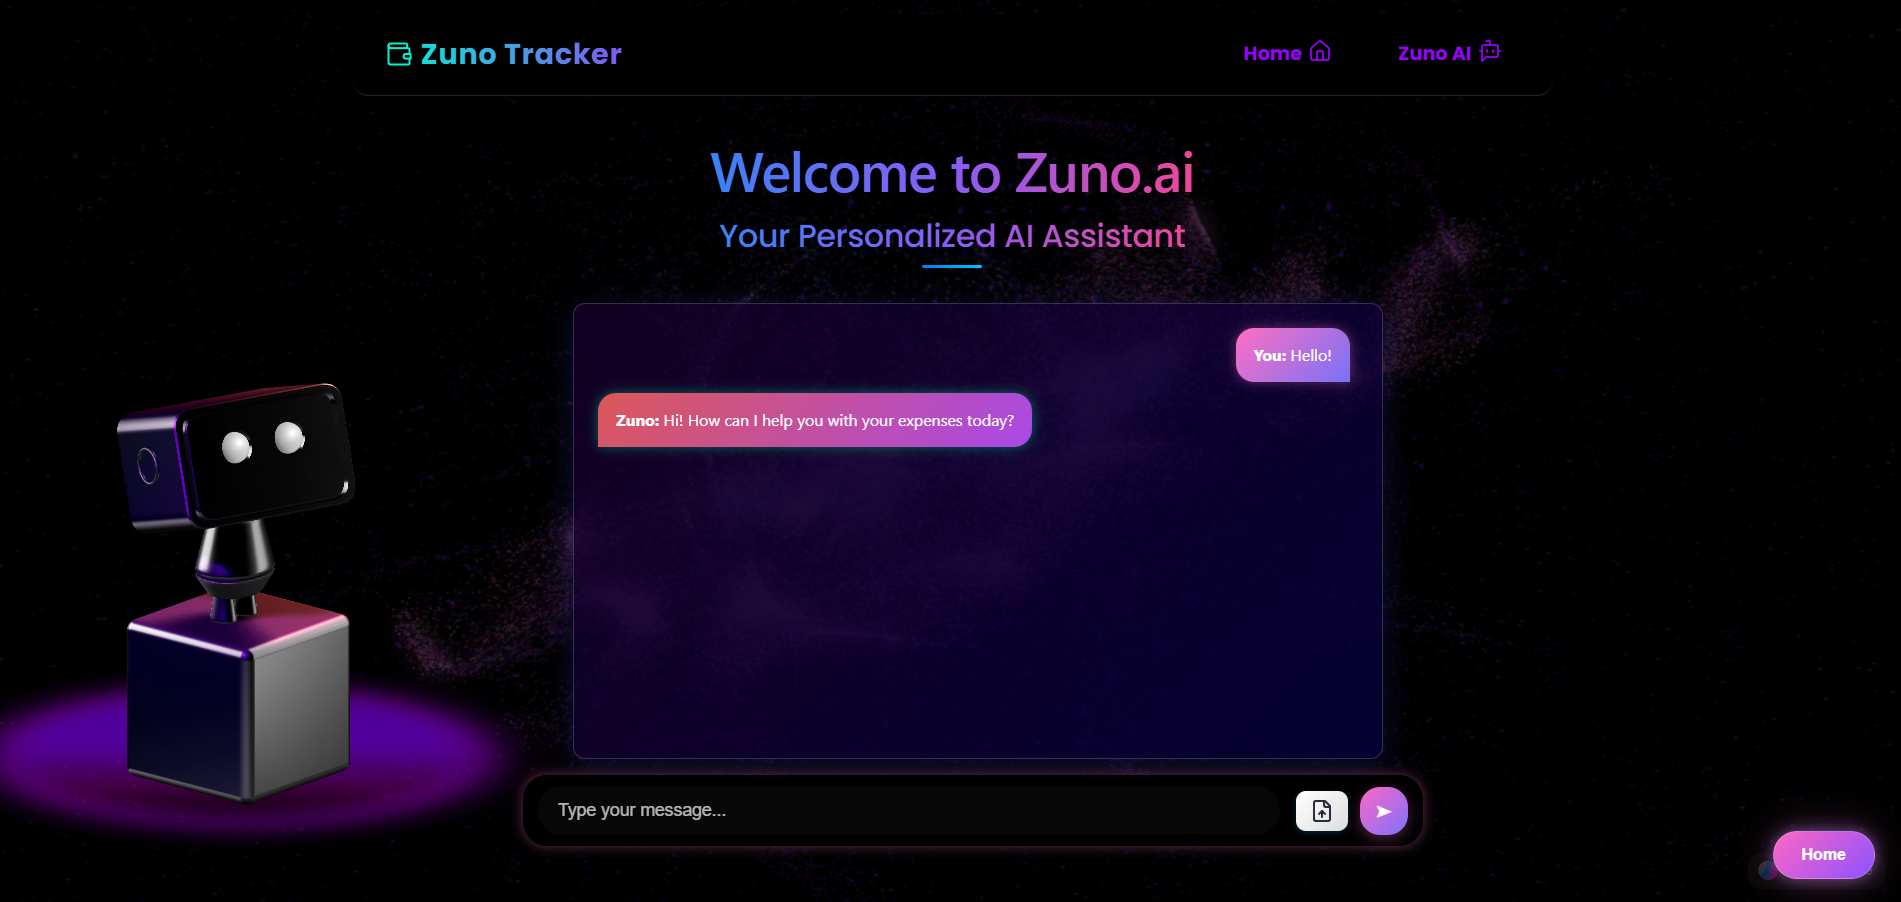 Zuno Tracker
Home
Zuno AI
Welcome to Zuno.ai
Your Personalized AI Assistant
You: Hello!
Zuno: Hi! How can I help you with your expenses today?
Type your message...
Home